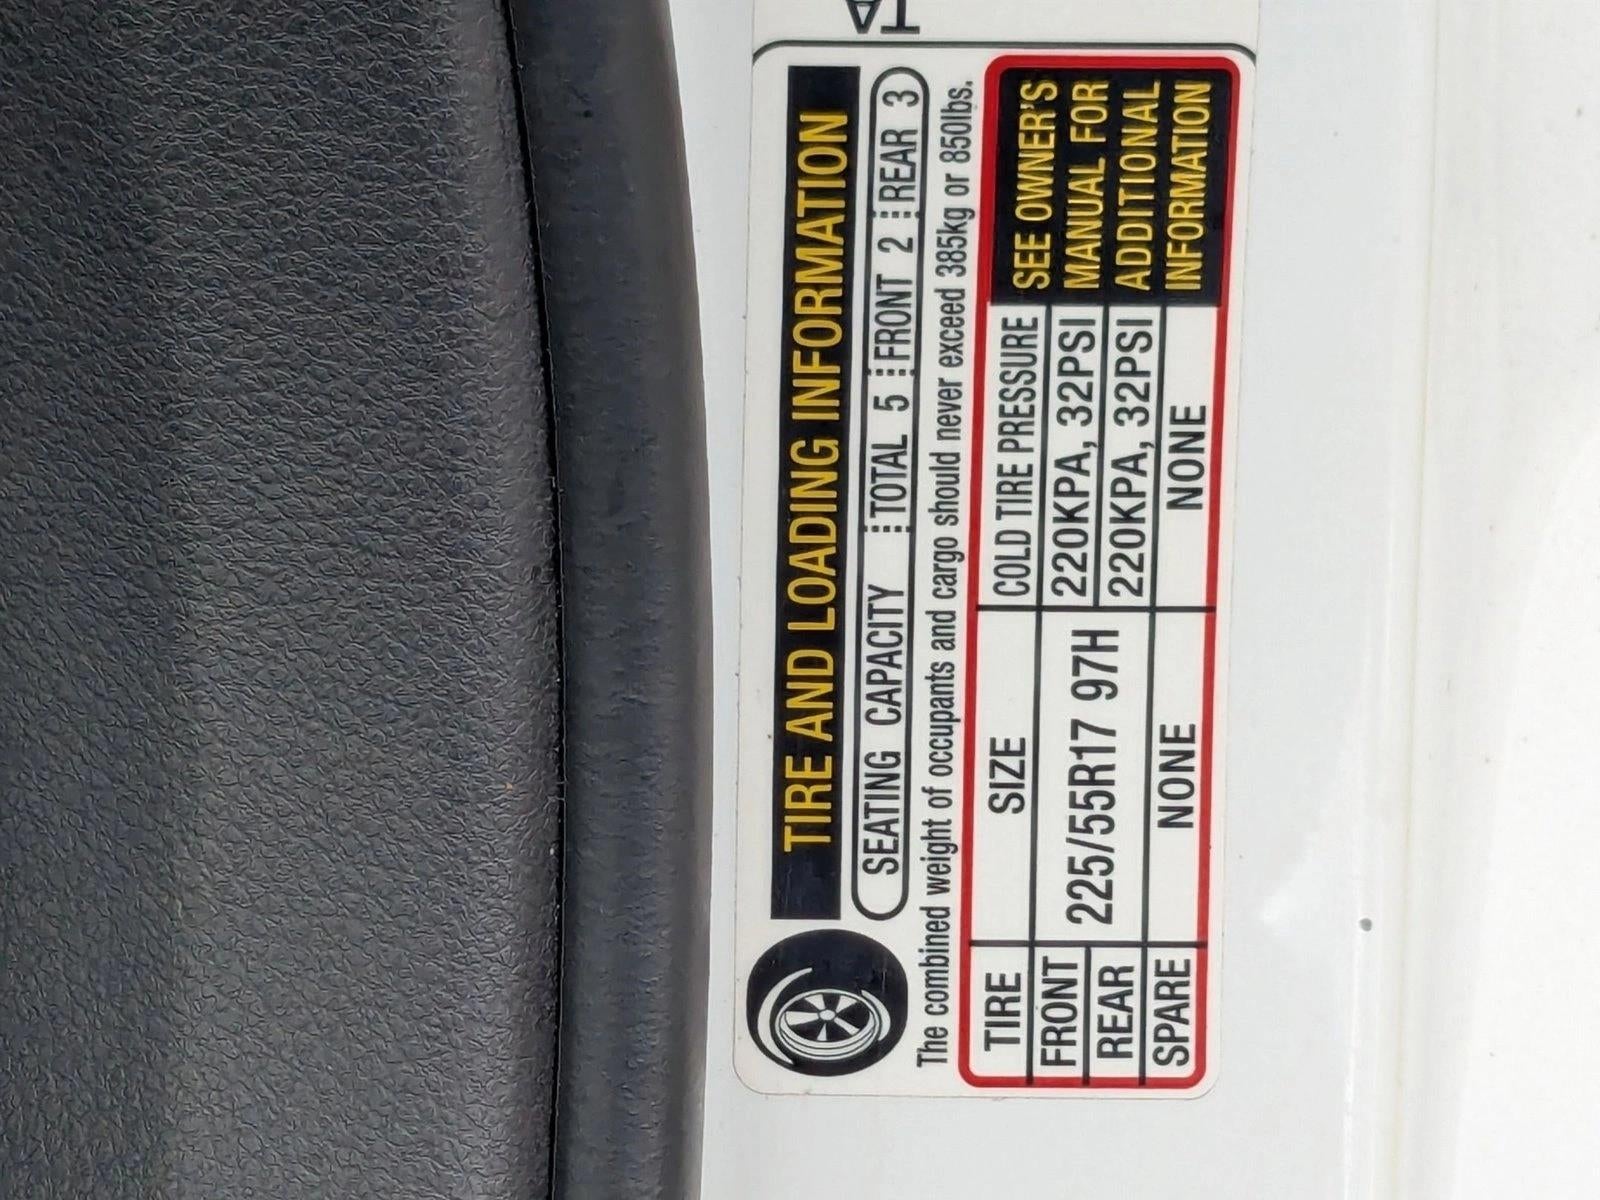 TIRE AND LOADING INFORMATION
SEATING CAPACITY TOTAL 5 FRONT 2 REAR 3
The combined weight of occupants and cargo should never exceed 385kg or 850lbs.
TIRE SIZE COLD TIRE PRESSURE
FRONT 225/55R17 97H 220KPA, 32PSI
REAR 220KPA, 32PSI
SPARE NONE NONE
SEE OWNER'S
MANUAL FOR
ADDITIONAL
INFORMATION